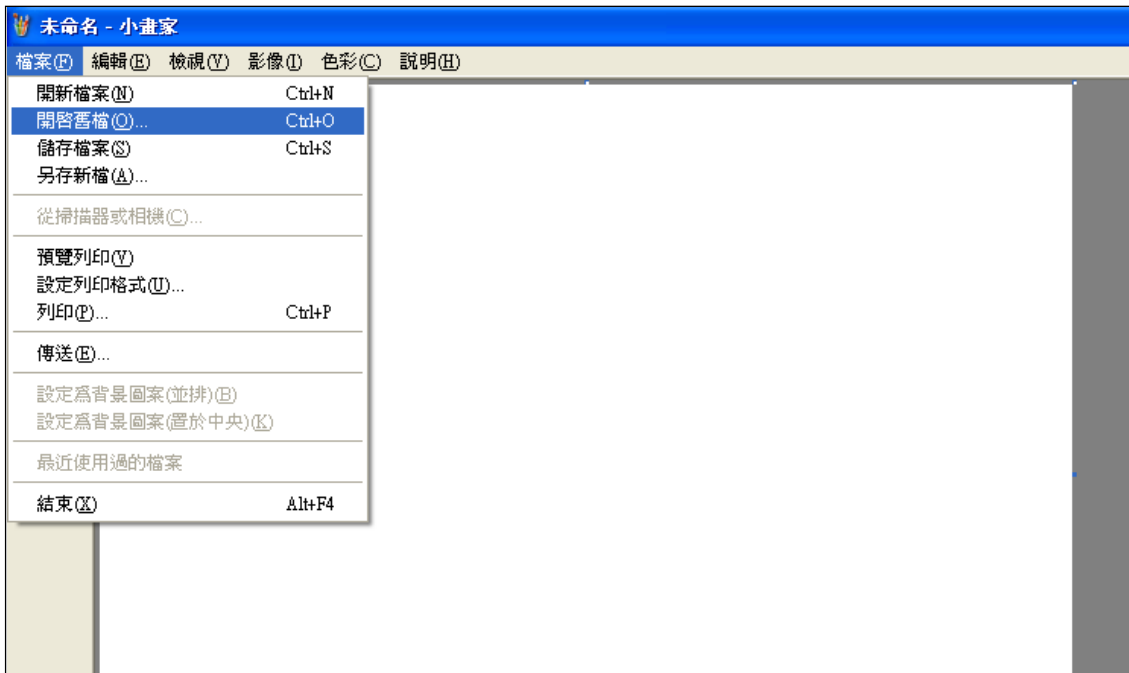 未命名 - 小畫家
檔案(F) 編輯(E) 檢視(V) 影像(I) 色彩(C) 說明(H)
開新檔案(N) Ctrl+N
開啓舊檔(O)... Ctrl+O
儲存檔案(S) Ctrl+S
另存新檔(A)...
從掃描器或相機(C)...
預覽列印(V)
設定列印格式(U)...
列印(P)... Ctrl+P
傳送(E)...
設定爲背景圖案(並排)(B)
設定爲背景圖案(置於中央)(K)
最近使用過的檔案
結束(X) Alt+F4